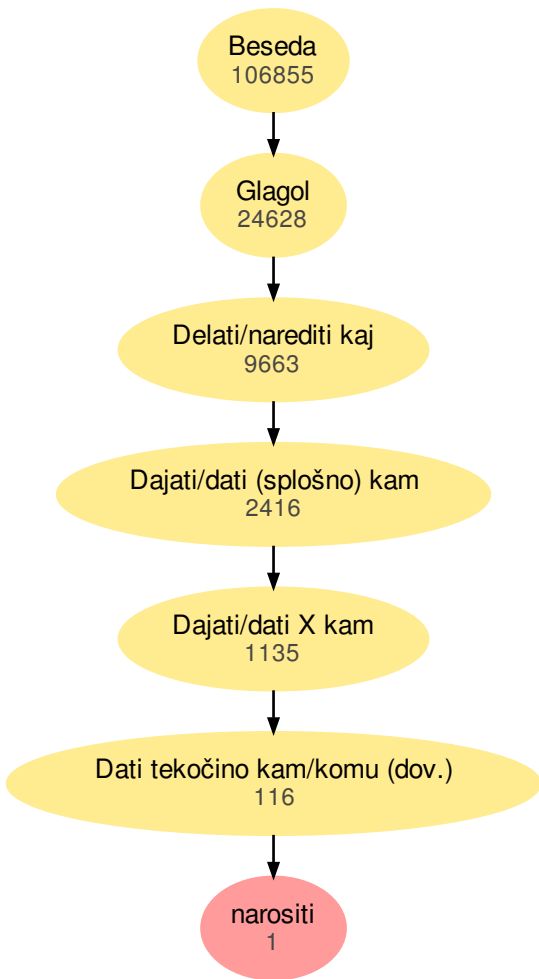 Beseda
106855
Glagol
24628
Delati/narediti kaj
9663
Dajati/dati (splošno) kam
2416
Dajati/dati X kam
1135
Dati tekočino kam/komu (dov.)
116
narositi
1